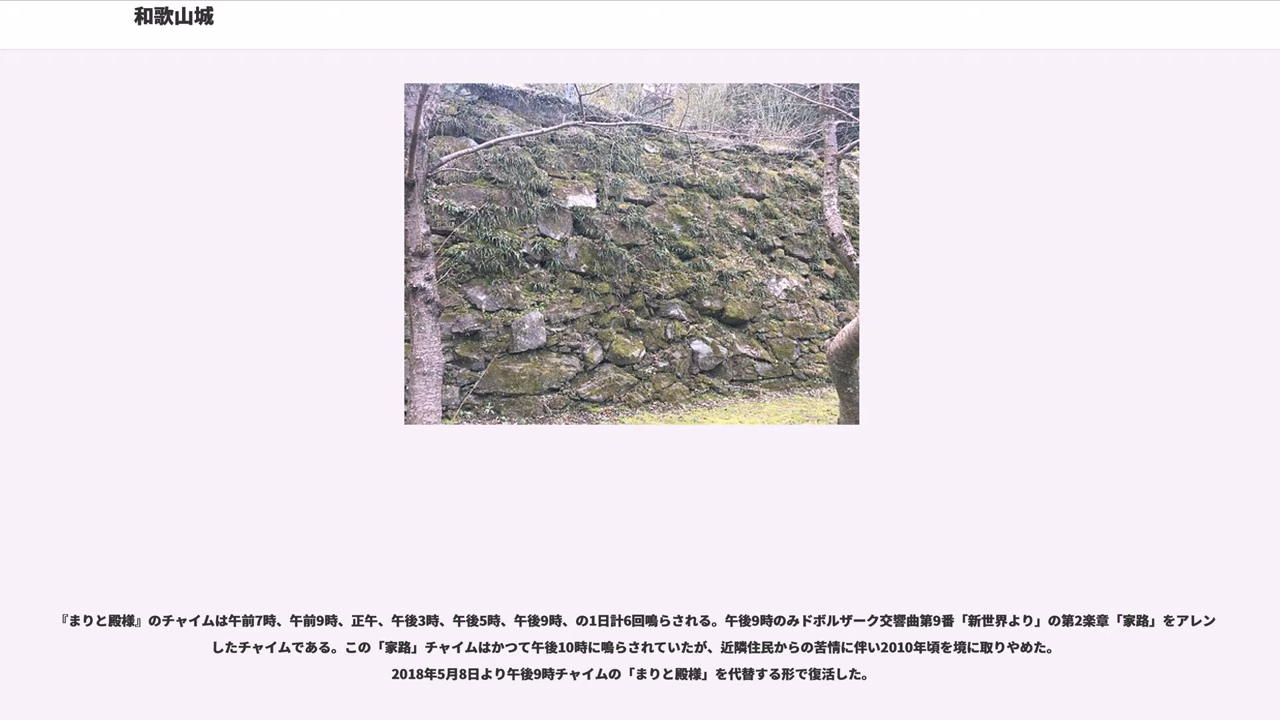 和歌山城
『まりと殿様』のチャイムは午前7時、午前9時、正午、午後3時、午後5時、午後9時、の1日計6回鳴らされる。午後9時のみドボルザーク交響曲第9番「新世界より」の第2楽章「家路」をアレン
したチャイムである。この「家路」チャイムはかつて午後10時に鳴らされていたが、近隣住民からの苦情に伴い2010年頃を境に取りやめた。
2018年5月8日より午後9時チャイムの「まりと殿様」を代替する形で復活した。